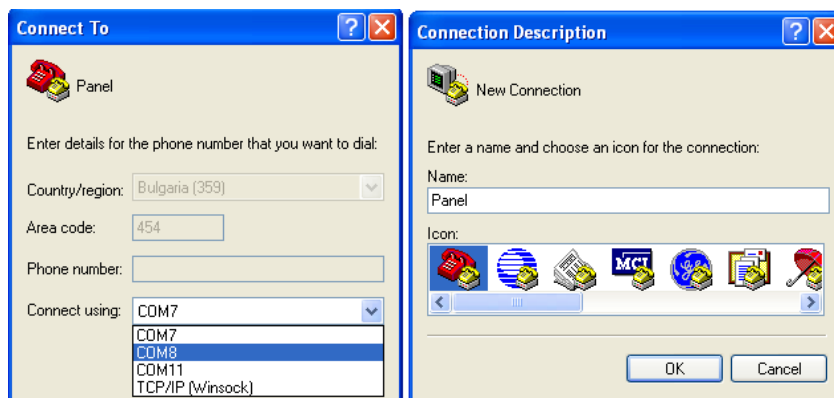 Connect To
Panel
Enter details for the phone number that you want to dial:
Country/region: Bulgaria (359)
Area code: 454
Phone number:
Connect using: COM7
COM7
COM8
COM11
TCP/IP (Winsock)
Connection Description
New Connection
Enter a name and choose an icon for the connection:
Name:
Panel
Icon:
MCI
OK Cancel